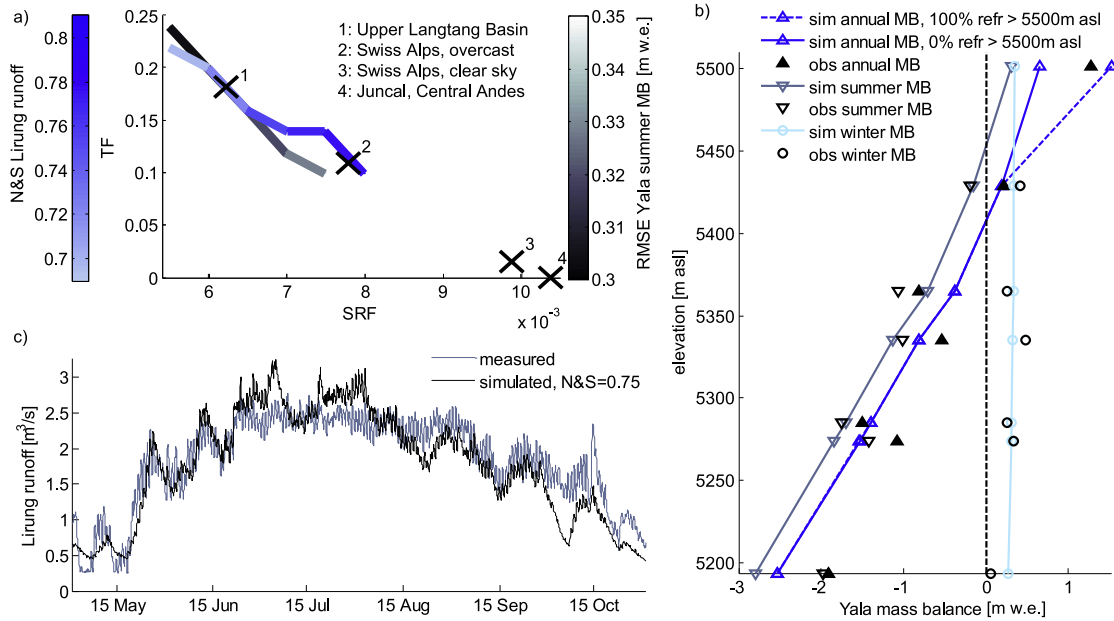 a)
N&S Lirung runoff
0.8
0.78
0.76
0.74
0.72
0.7
TF
0.25
0.2
0.15
0.1
0.05
0
6
7
8
9
10
x 10⁻³
SRF
1
2
3
4
1: Upper Langtang Basin
2: Swiss Alps, overcast
3: Swiss Alps, clear sky
4: Juncal, Central Andes
0.35
0.34
0.33
0.32
0.31
0.3
RMSE Yala summer MB [m w.e.]
b)
sim annual MB, 100% refr > 5500m asl
sim annual MB, 0% refr > 5500m asl
obs annual MB
sim summer MB
obs summer MB
sim winter MB
obs winter MB
elevation [m asl]
5500
5450
5400
5350
5300
5250
5200
-3
-2
-1
0
1
Yala mass balance [m w.e.]
c)
measured
simulated, N&S=0.75
Lirung runoff [m³/s]
3
2.5
2
1.5
1
0.5
0
15 May
15 Jun
15 Jul
15 Aug
15 Sep
15 Oct